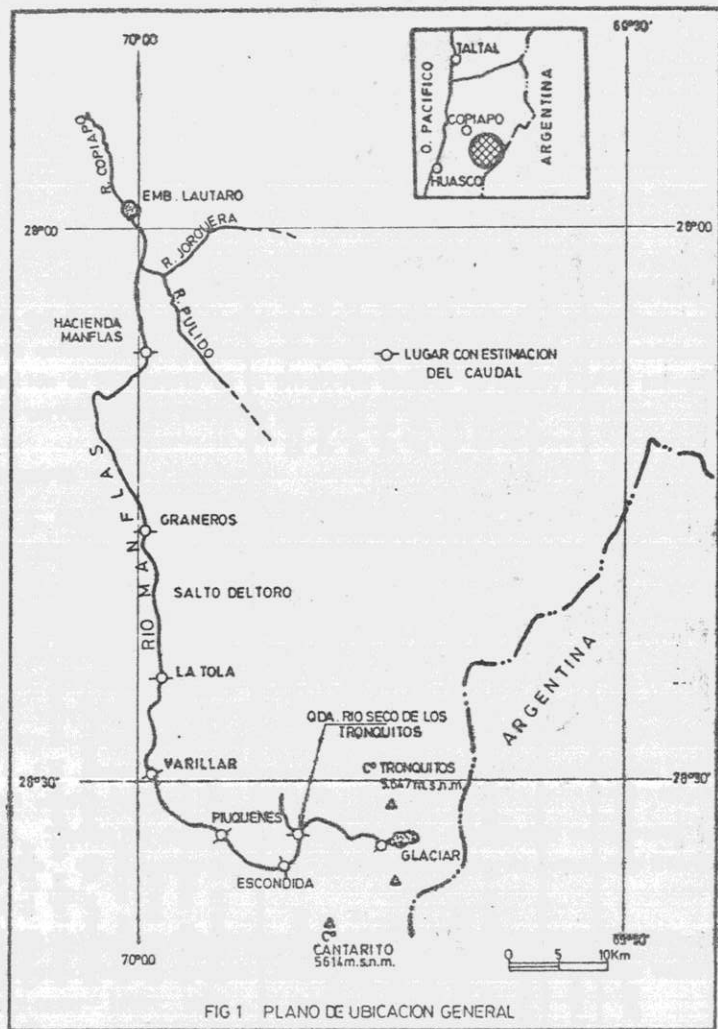 70°00
69°30
TALTAL
O. PACIFICO
COPIAPO
ARGENTINA
HUASCO
R. COPIAPO
EMB. LAUTARO
28°00
28°00
R. JORQUERA
R. PULIDO
HACIENDA
MANFLAS
LUGAR CON ESTIMACION
DEL CAUDAL
RIO MANFLAS
GRANEROS
SALTO DEL TORO
LA TOLA
ARGENTINA
QDA. RIO SECO DE LOS
TRONQUITOS
VARILLAR
28°30
C° TRONQUITOS
5.647 m.s.n.m.
28°30
PIUQUENES
GLACIAR
ESCONDIDA
C°
CANTARITO
5614 m.s.n.m.
70°00
69°30
0 5 10Km
FIG 1 PLANO DE UBICACION GENERAL